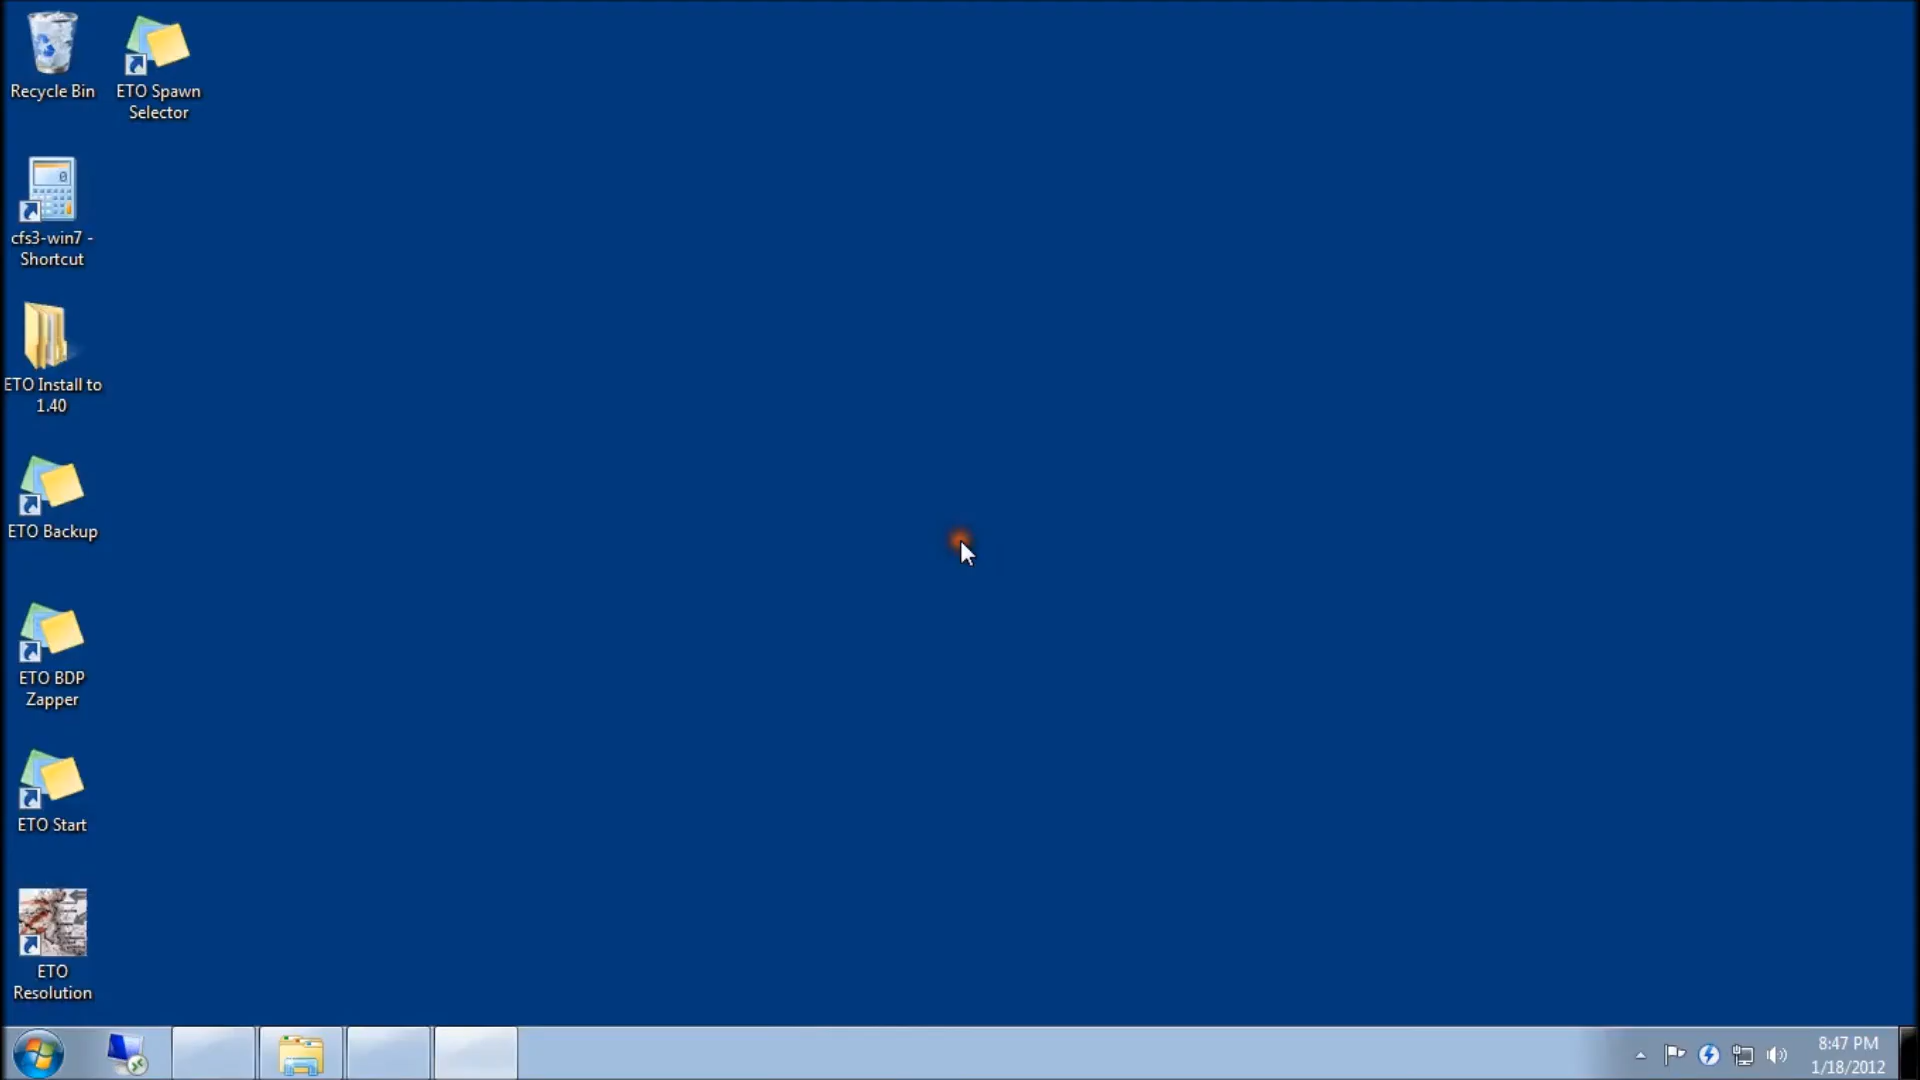 Recycle Bin
ETO Spawn
Selector
0
cfs3-win7 -
Shortcut
ETO Install to
1.40
ETO Backup
ETO BDP
Zapper
ETO Start
ETO
Resolution
8:47 PM
1/18/2012